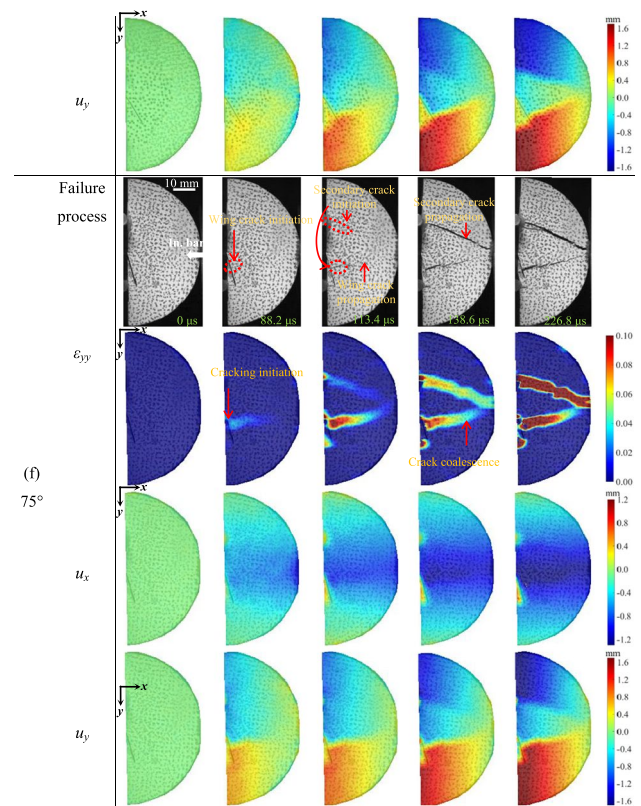 x
y
mm
u_y
1.6
1.2
0.8
0.4
0.0
-0.4
-0.8
-1.2
-1.6
Failure
process
10 mm
In. bar
Wing crack initiation
Secondary crack
initiation
Wing crack
propagation
Secondary crack
propagation
0 μs
88.2 μs
113.4 μs
138.6 μs
226.8 μs
x
y
ε_yy
Cracking initiation
Crack coalescence
0.10
0.08
0.06
0.04
0.02
0.00
(f)
75°
x
y
mm
u_x
1.2
0.8
0.4
0.0
-0.4
-0.8
-1.2
x
y
mm
u_y
1.6
1.2
0.8
0.4
0.0
-0.4
-0.8
-1.2
-1.6